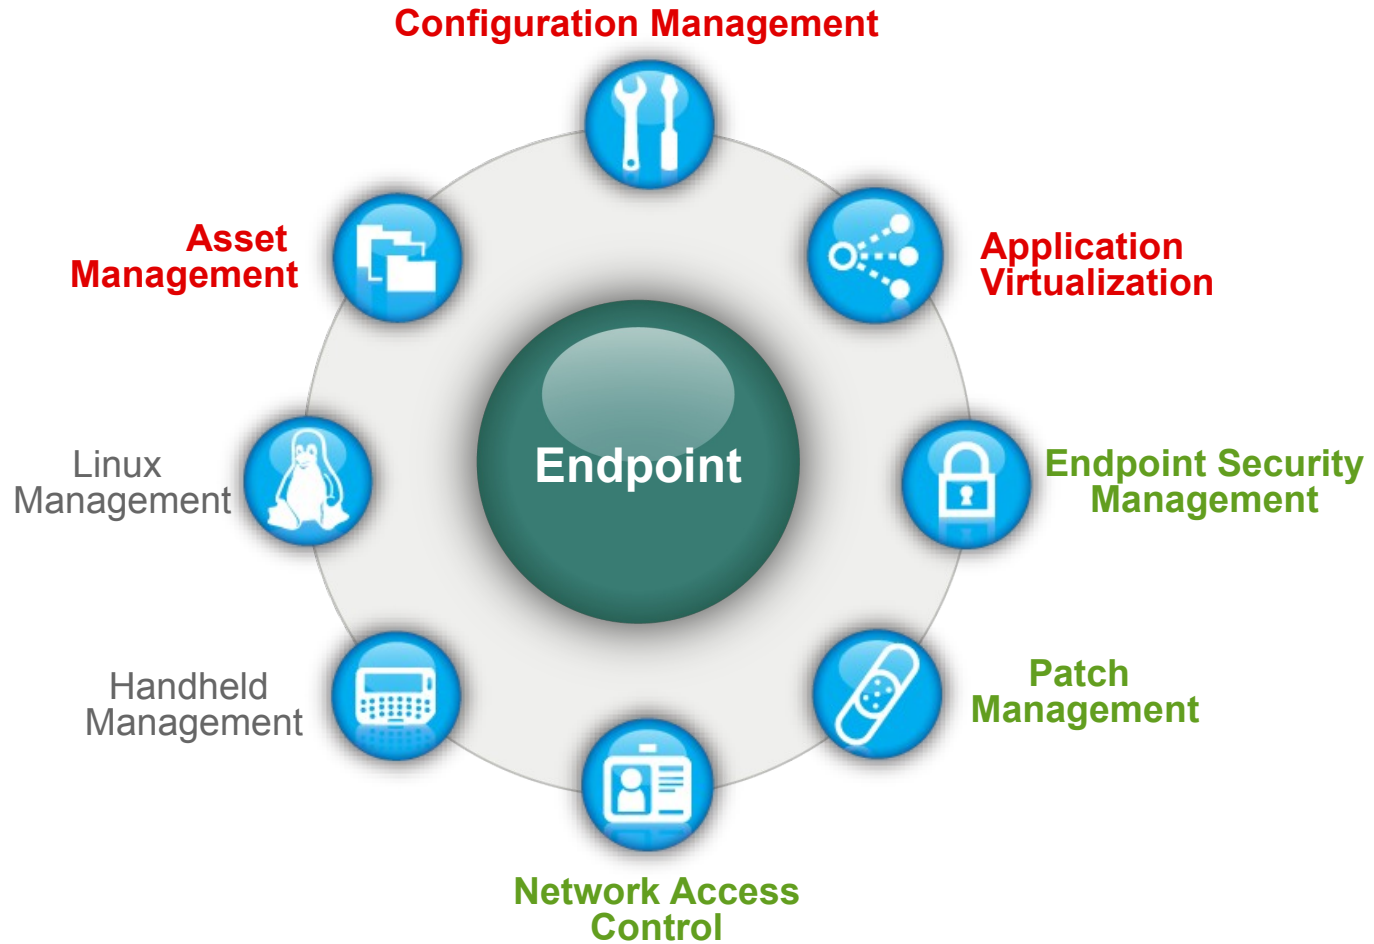 Configuration Management
Asset
Management
Application
Virtualization
Linux
Management
Endpoint
Endpoint Security
Management
Handheld
Management
Patch
Management
Network Access
Control